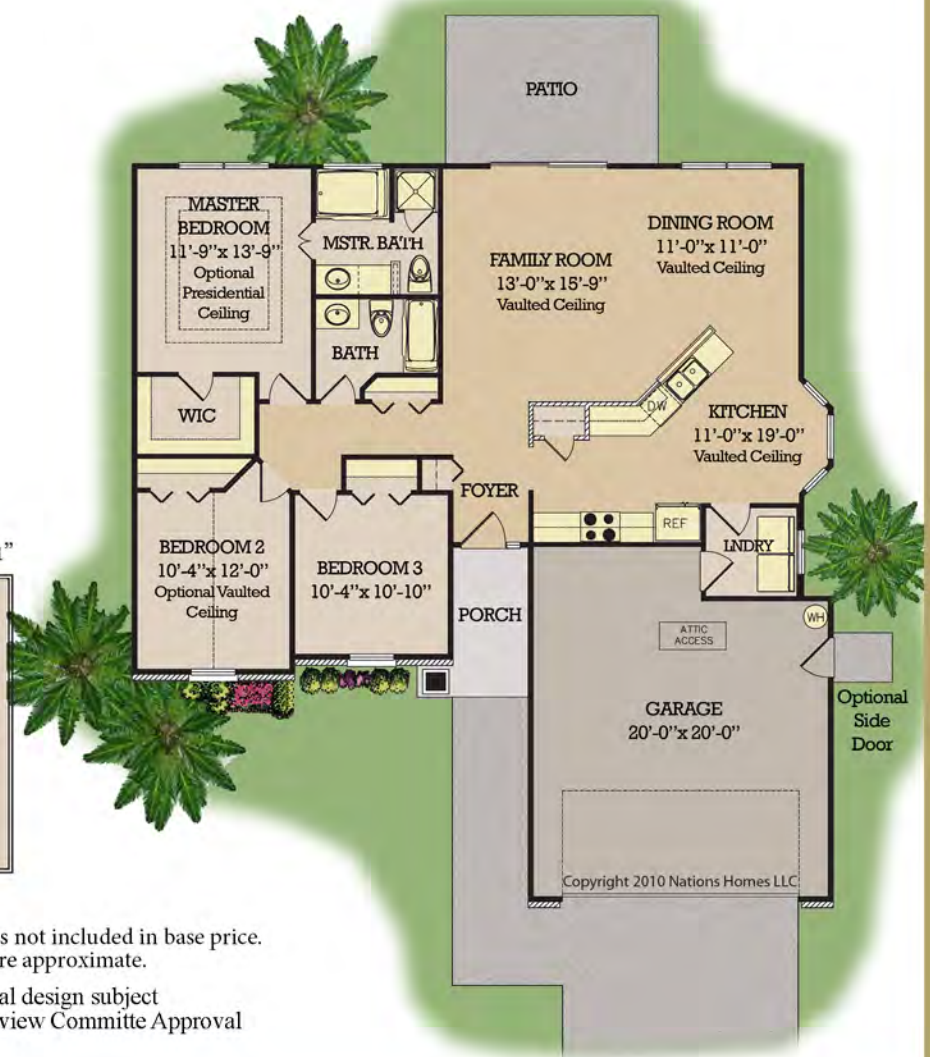 PATIO
MASTER
BEDROOM
11'-9"x 13'-9"
Optional
Presidential
Ceiling
MSTR. BATH
FAMILY ROOM
13'-0"x 15'-9"
Vaulted Ceiling
DINING ROOM
11'-0"x 11'-0"
Vaulted Ceiling
BATH
WIC
DW
KITCHEN
11'-0"x 19'-0"
Vaulted Ceiling
FOYER
REF
LNDRY
BEDROOM 2
10'-4"x 12'-0"
Optional Vaulted
Ceiling
BEDROOM 3
10'-4"x 10'-10"
PORCH
WH
ATTIC
ACCESS
GARAGE
20'-0"x 20'-0"
Optional
Side
Door
Copyright 2010 Nations Homes LLC
not included in base price.
approximate.
design subject
Committe Approval